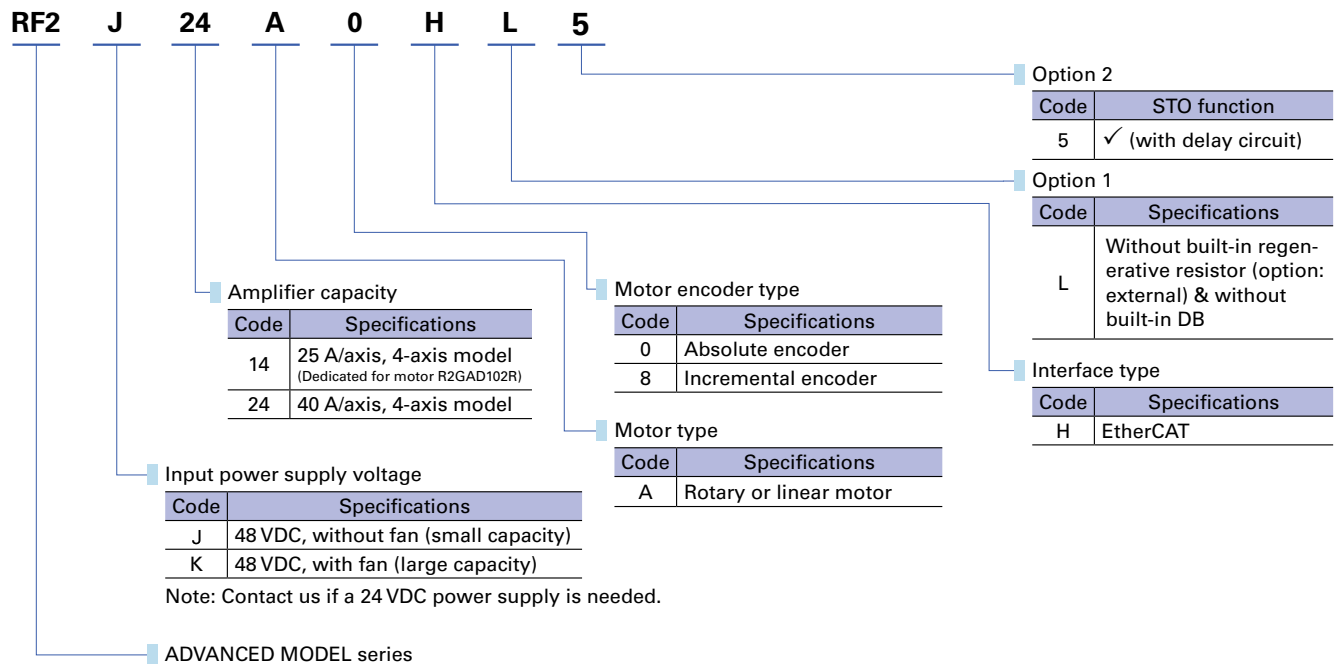 RF2 J 24 A 0 H L 5
Option 2
Code STO function
5 ✓ (with delay circuit)
Option 1
Code Specifications
L Without built-in regen-
erative resistor (option:
external) & without
built-in DB
Interface type
Code Specifications
H EtherCAT
Motor encoder type
Code Specifications
0 Absolute encoder
8 Incremental encoder
Motor type
Code Specifications
A Rotary or linear motor
Amplifier capacity
Code Specifications
14 25 A/axis, 4-axis model
(Dedicated for motor R2GAD102R)
24 40 A/axis, 4-axis model
Input power supply voltage
Code Specifications
J 48 VDC, without fan (small capacity)
K 48 VDC, with fan (large capacity)
Note: Contact us if a 24 VDC power supply is needed.
ADVANCED MODEL series